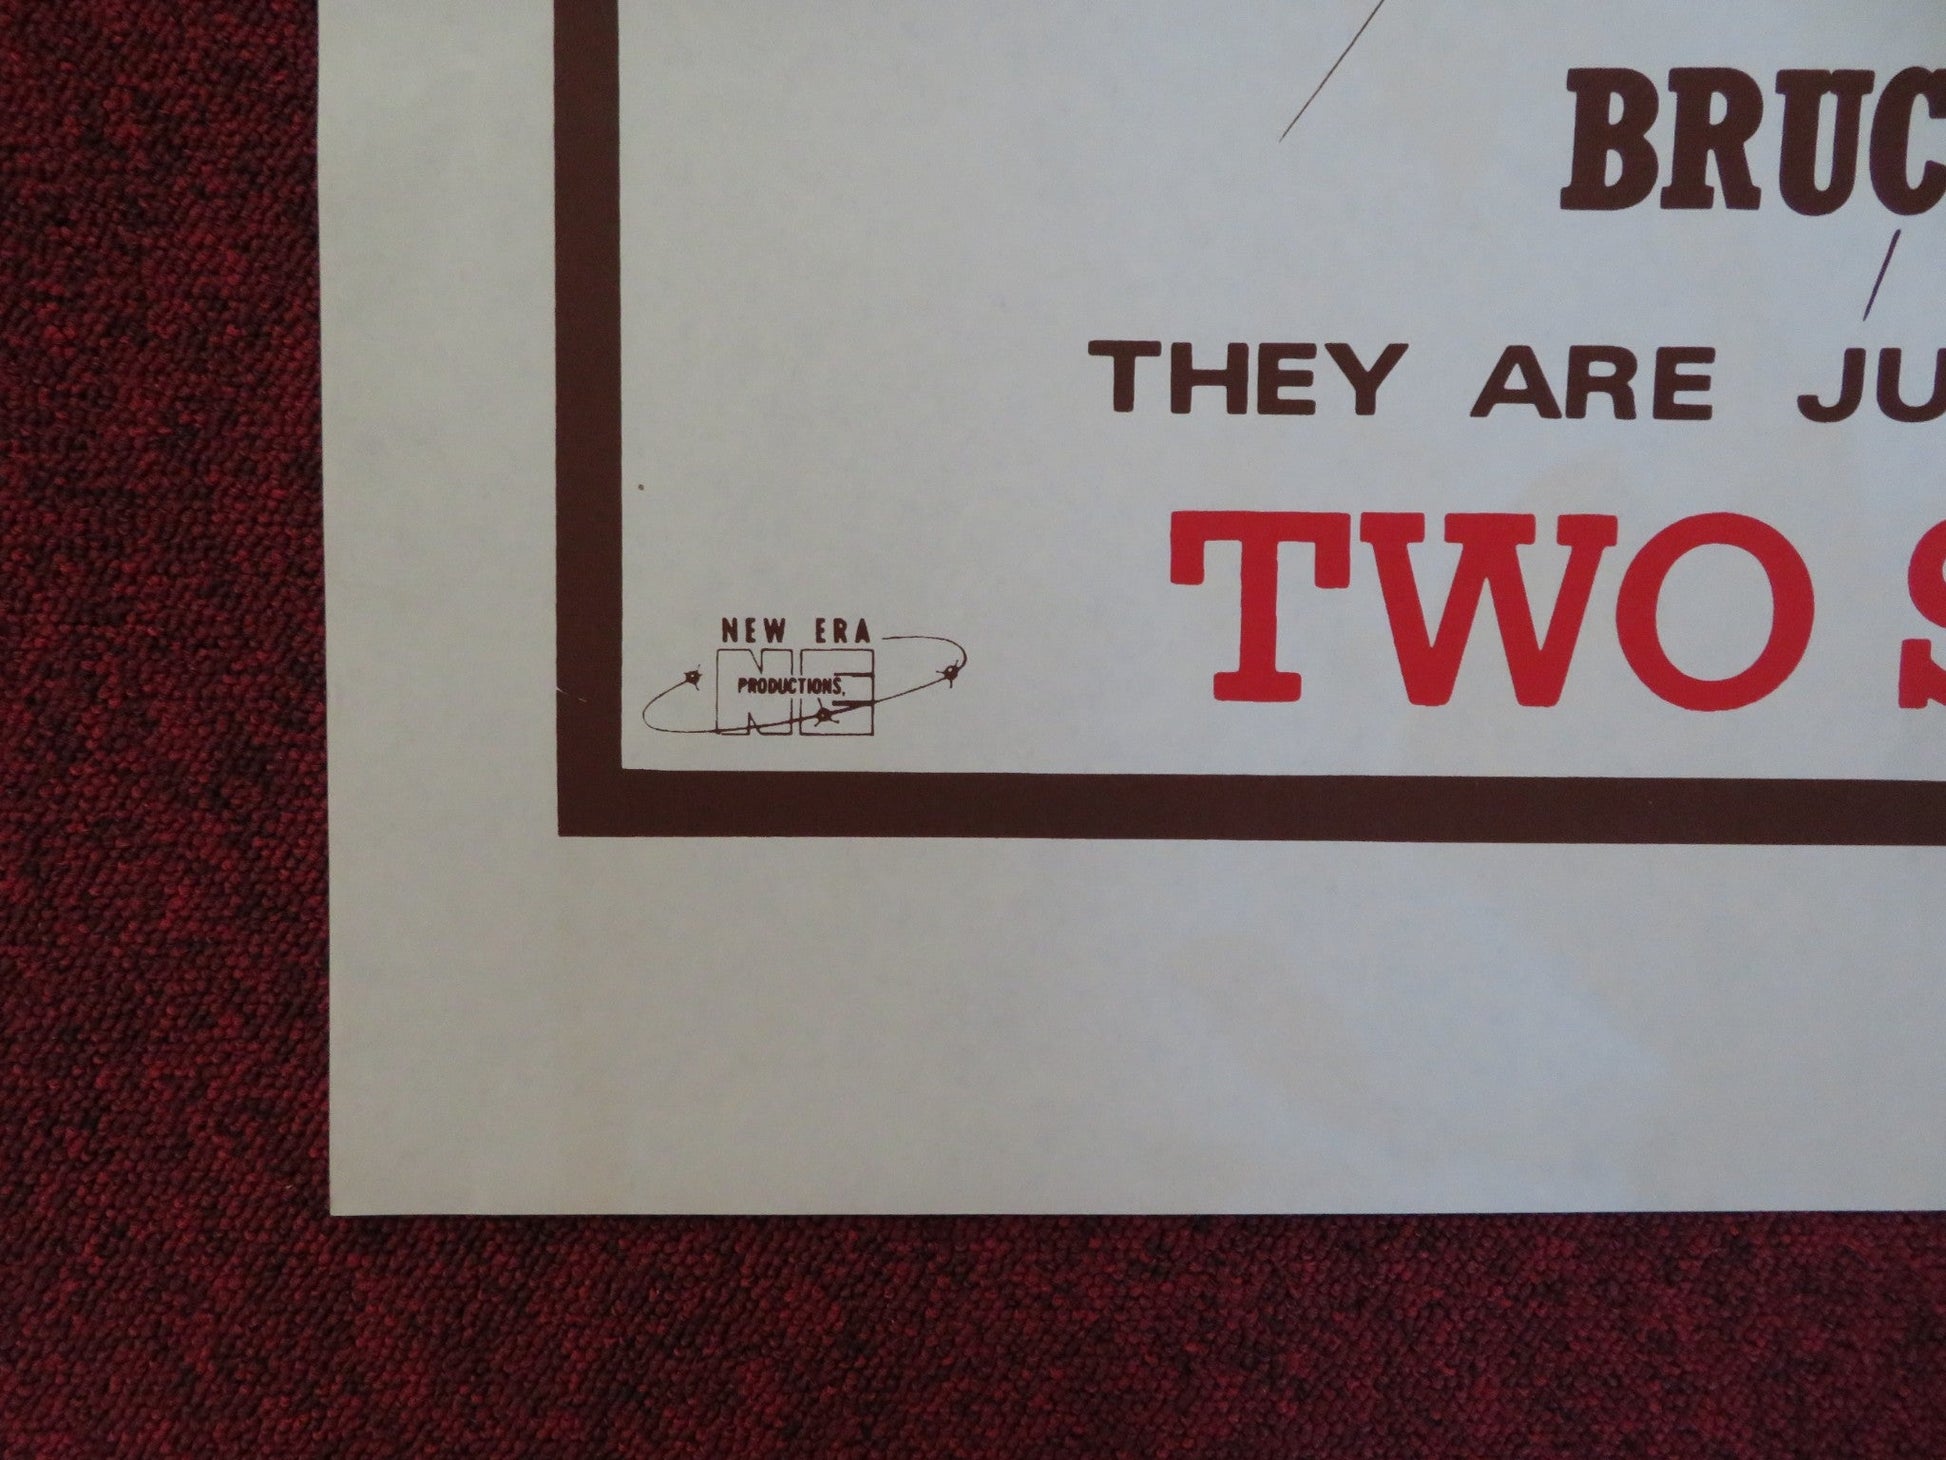 BRUC
THEY ARE JU
TWO S
NEW ERA
NE
PRODUCTIONS,